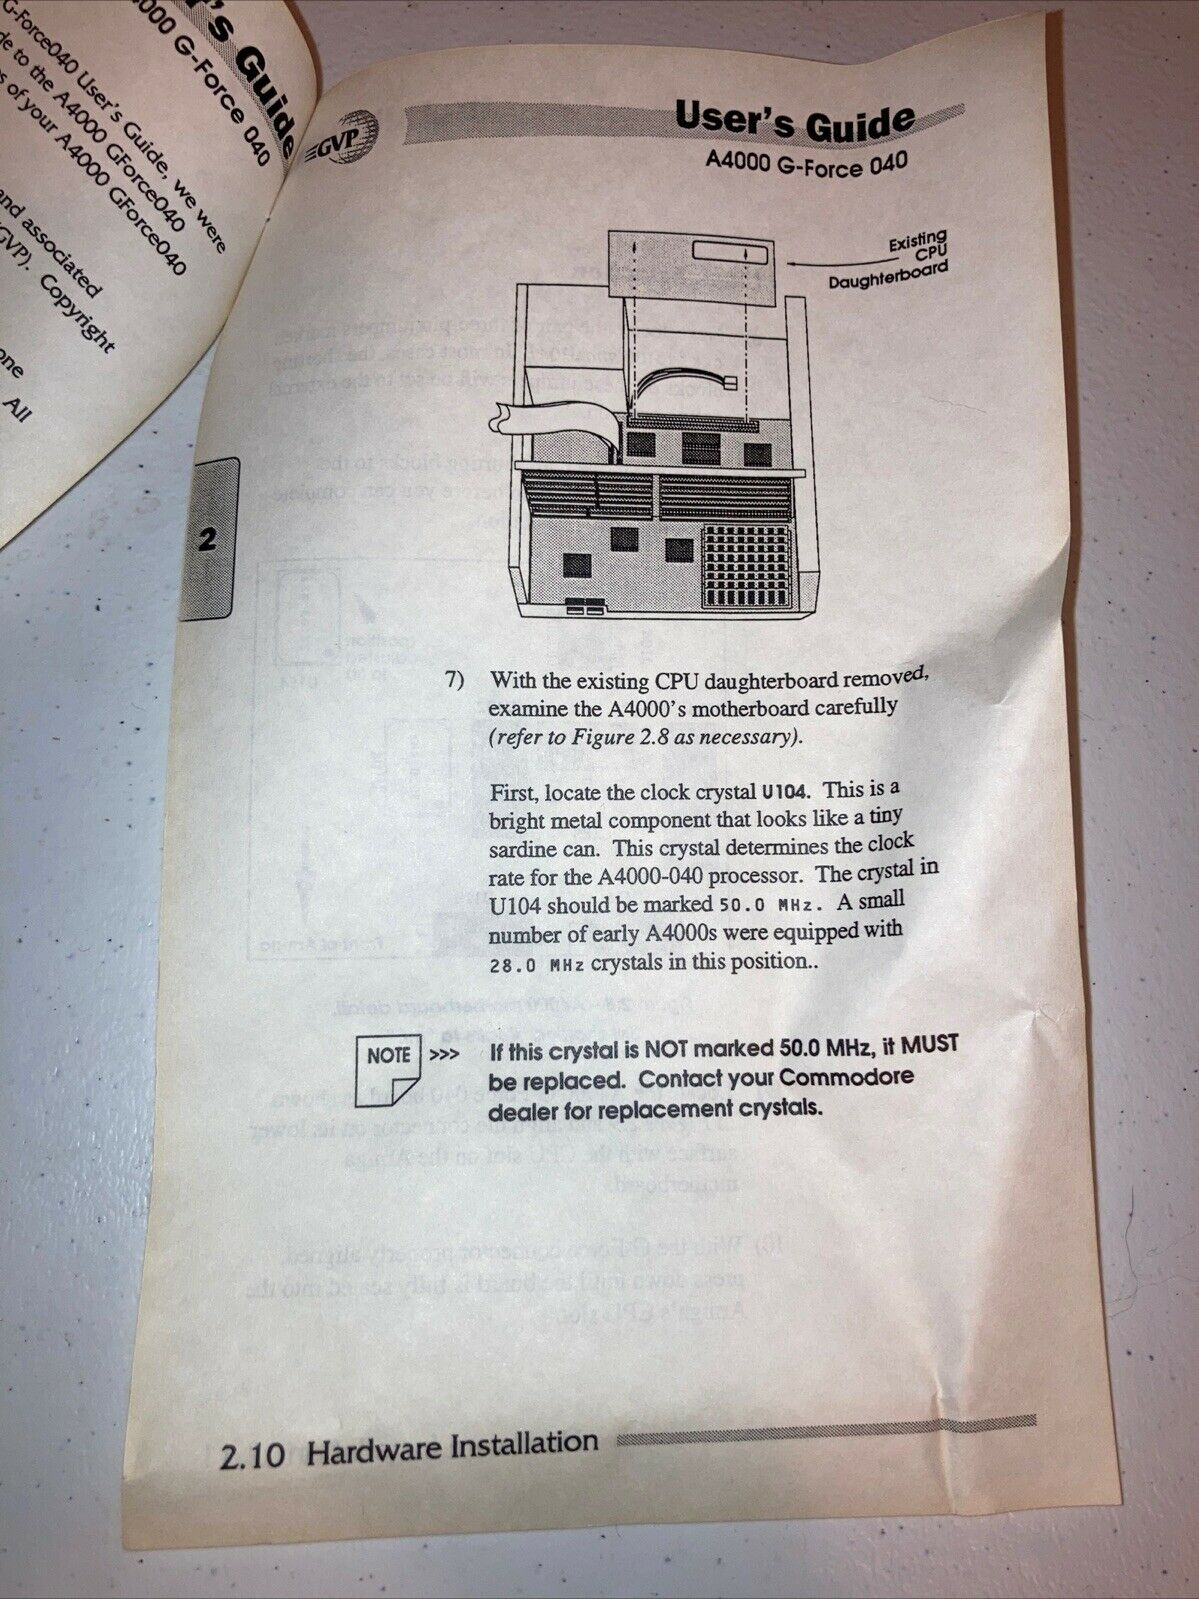 's Guide
000 G-Force 040
G-Force040 User's Guide, we were
de to the A4000 GForce040
s of your A4000 GForce040
and associated
GVP). Copyright
one
All
GVP
User's Guide
A4000 G-Force 040
Existing
CPU
Daughterboard
2
7) With the existing CPU daughterboard removed,
examine the A4000's motherboard carefully
(refer to Figure 2.8 as necessary).
First, locate the clock crystal U104. This is a
bright metal component that looks like a tiny
sardine can. This crystal determines the clock
rate for the A4000-040 processor. The crystal in
U104 should be marked 50.0 MHz. A small
number of early A4000s were equipped with
28.0 MHz crystals in this position..
NOTE >>> If this crystal is NOT marked 50.0 MHz, it MUST
be replaced. Contact your Commodore
dealer for replacement crystals.
2.10 Hardware Installation